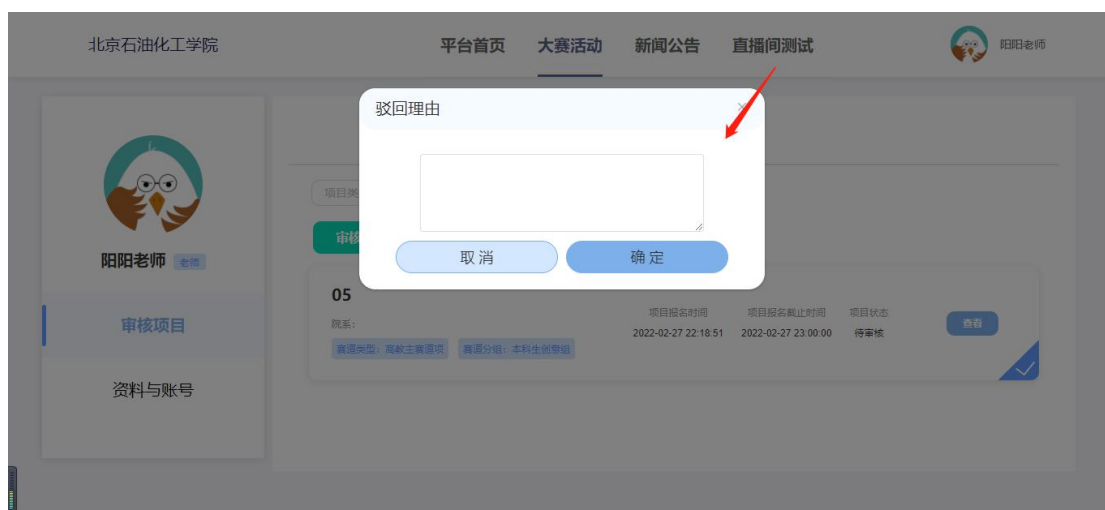 北京石油化工学院
平台首页 大赛活动 新闻公告 直播间测试
阳阳老师
驳回理由
项目类
审核
取消 确定
阳阳老师 老师
审核项目
资料与账号
05
院系：
赛道类型：高教主赛道项 赛道分组：本科生创意组
项目报名时间 项目报名截止时间 项目状态
2022-02-27 22:18:51 2022-02-27 23:00:00 待审核
查看